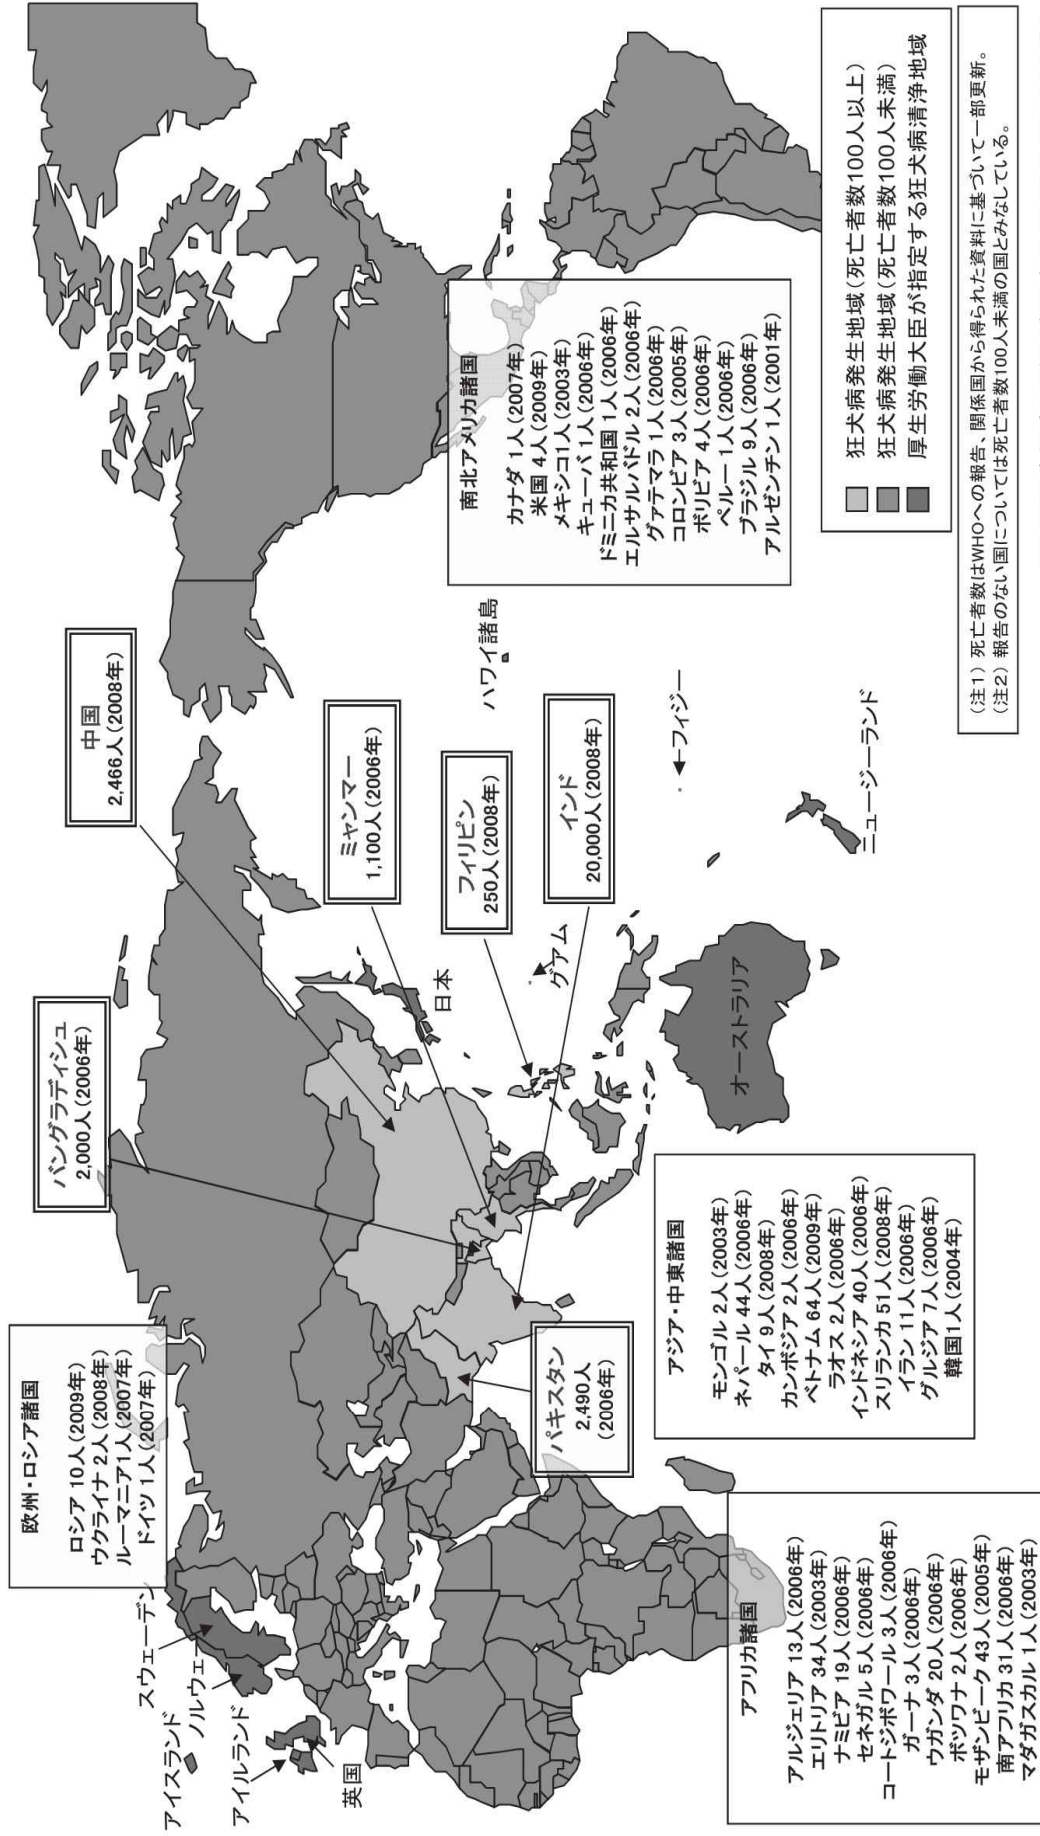 欧州・ロシア諸国
ロシア 10人(2009年)
ウクライナ 2人(2008年)
ルーマニア1人(2007年)
ドイツ 1人(2007年)
バングラディシュ
2,000人(2006年)
中国
2,466人(2008年)
スウェーデン
アイスランド
ノルウェー
アイルランド
英国
ミャンマー
1,100人(2006年)
日本
フィリピン
250人(2008年)
ハワイ諸島
グアム
インド
20,000人(2008年)
パキスタン
2,490人
(2006年)
フィジー
オーストラリア
ニュージーランド
南北アメリカ諸国
カナダ 1人(2007年)
米国 4人(2009年)
メキシコ1人(2003年)
キューバ 1人(2006年)
ドミニカ共和国 1人(2006年)
エルサルバドル 2人(2006年)
グァテマラ 1人(2006年)
コロンビア 3人(2005年)
ボリビア 4人(2006年)
ペルー 1人(2006年)
ブラジル 9人(2006年)
アルゼンチン 1人(2001年)
アジア・中東諸国
モンゴル 2人(2003年)
ネパール 44人(2006年)
タイ 9人(2008年)
カンボジア 2人(2006年)
ベトナム 64人(2009年)
ラオス 2人(2006年)
インドネシア 40人(2006年)
スリランカ 51人(2008年)
イラン 11人(2006年)
グルジア 7人(2006年)
韓国1人(2004年)
アフリカ諸国
アルジェリア 13人(2006年)
エリトリア 34人(2003年)
ナミビア 19人(2006年)
セネガル 5人(2006年)
コートジボワール 3人(2006年)
ガーナ 3人(2006年)
ウガンダ 20人(2006年)
ボツワナ 2人(2006年)
モザンビーク 43人(2005年)
南アフリカ 31人(2006年)
マダガスカル 1人(2003年)
狂犬病発生地域(死亡者数100人以上)
狂犬病発生地域(死亡者数100人未満)
厚生労働大臣が指定する狂犬病清浄地域
(注1) 死亡者数はWHOへの報告、関係国から得られた資料に基づいて一部更新。
(注2) 報告のない国については死亡者数100人未満の国とみなしている。